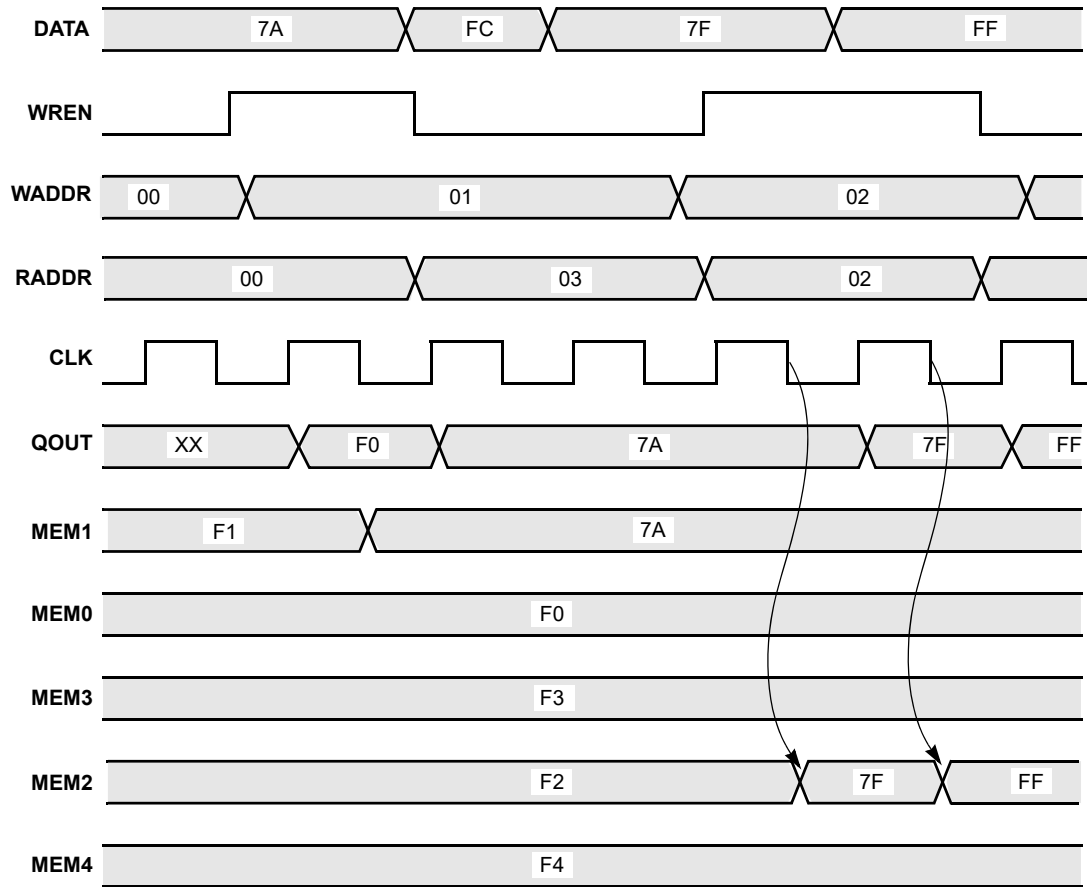 DATA 7A FC 7F FF
WREN
WADDR 00 01 02
RADDR 00 03 02
CLK
QOUT XX F0 7A 7F FF
MEM1 F1 7A
MEM0 F0
MEM3 F3
MEM2 F2 7F FF
MEM4 F4